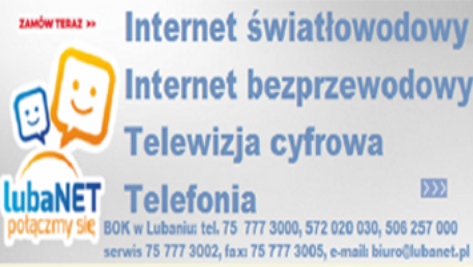 ZAMÓW TERAZ >>
Internet światłowodowy
Internet bezprzewodowy
Telewizja cyfrowa
Telefonia
>>>
lubaNET
połączmy się
BOK w Lubaniu: tel. 75 777 3000, 572 020 030, 506 257 000
serwis 75 777 3002, fax: 75 777 3005, e-mail: biuro@lubanet.pl